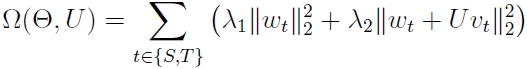 Ω(Θ, U) = ∑_{t∈{S,T}} (λ₁‖w_t‖₂² + λ₂‖w_t + Uv_t‖₂²)